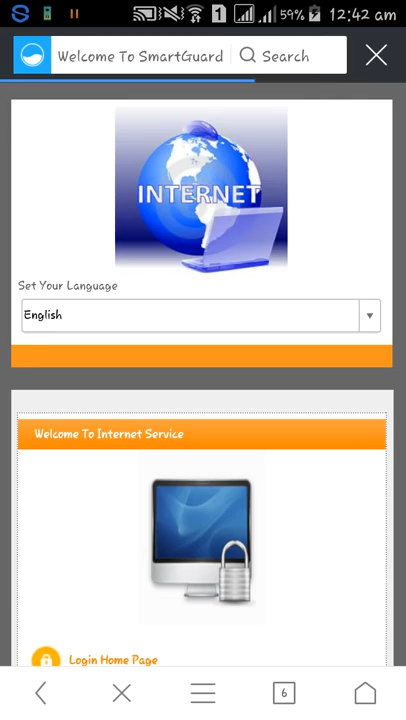 1 59% 12:42 am
Welcome To SmartGuard Search
INTERNET
Set Your Language
English
Welcome To Internet Service
Login Home Page
6